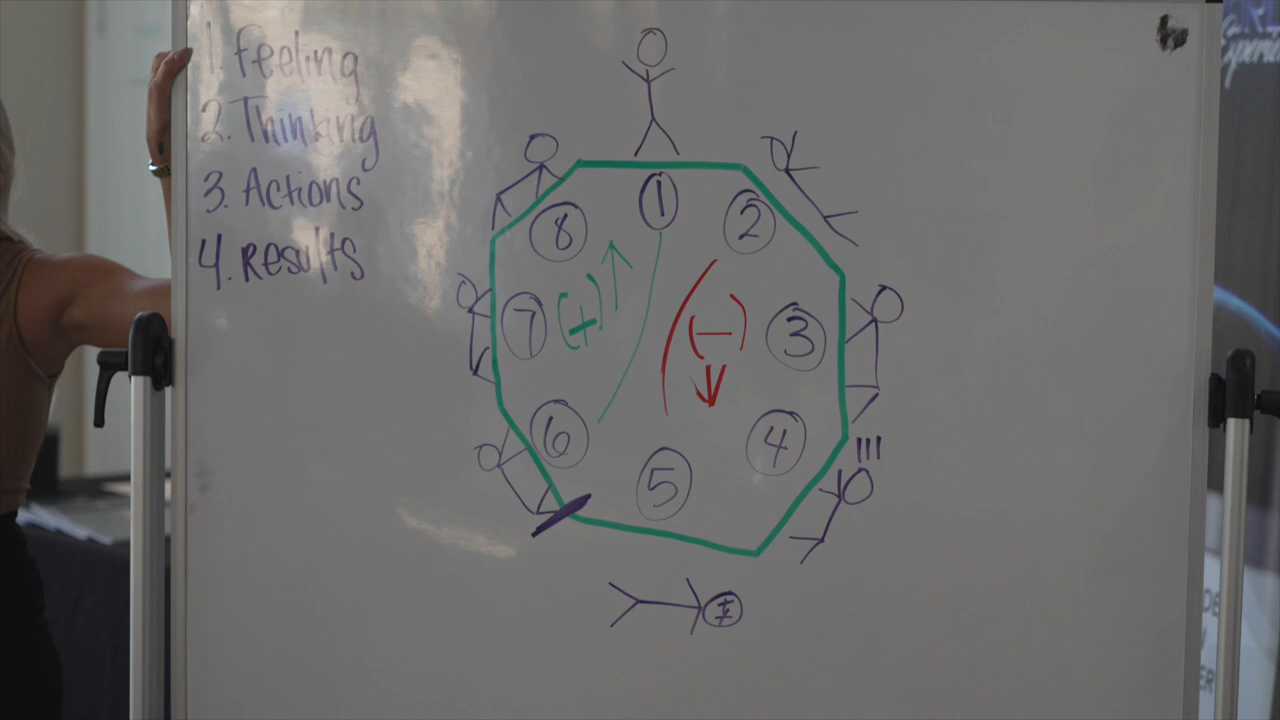 1. Feeling
2. Thinking
3. Actions
4. Results
1
2
3
4
5
6
7
8
(+)
(−)